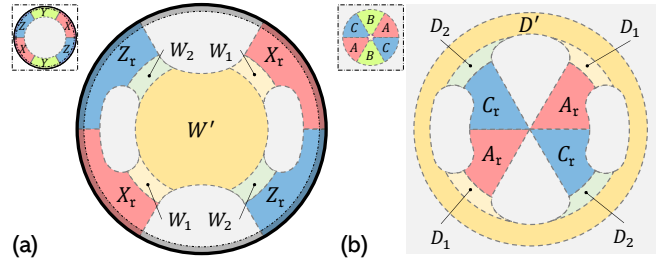 Y
Z X
X Z
Y
Z_r W_2 W_1 X_r
W′
X_r W_1 W_2 Z_r
(a)
B
C A
A C
B
D_2 D′ D_1
C_r A_r
A_r C_r
D_1 D_2
(b)